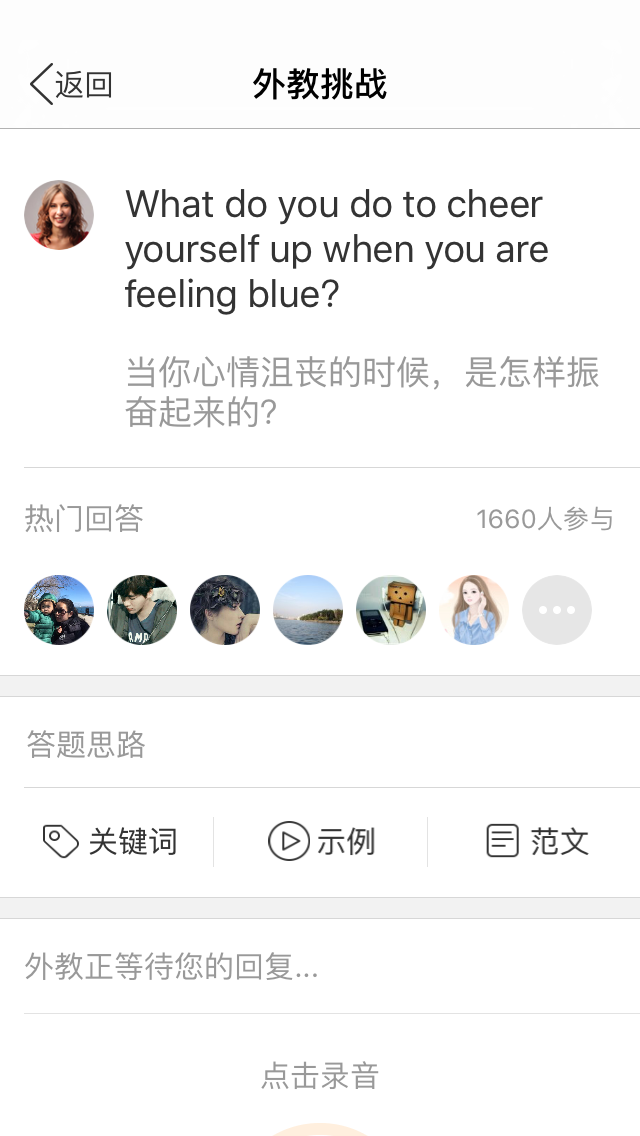 返回
外教挑战
What do you do to cheer
yourself up when you are
feeling blue?
当你心情沮丧的时候，是怎样振
奋起来的?
热门回答
1660人参与
答题思路
关键词
示例
范文
外教正等待您的回复...
点击录音